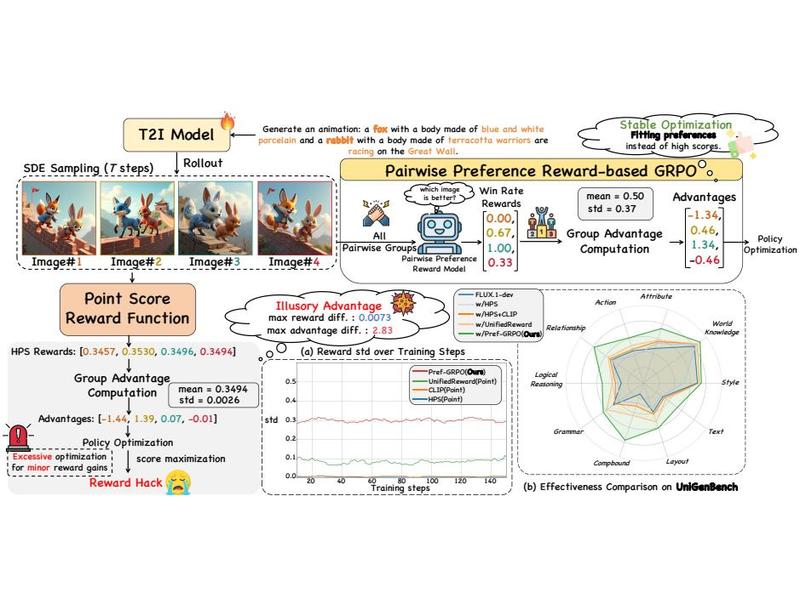 T2I Model
Generate an animation: a fox with a body made of blue and white
porcelain and a rabbit with a body made of terracotta warriors are
racing on the Great Wall.
Stable Optimization
Fitting preferences
instead of high scores.
SDE Sampling (T steps)
Rollout
Image#1
Image#2
Image#3
Image#4
Pairwise Preference Reward-based GRPO
which image
is better?
All
Pairwise Groups
Pairwise Preference
Reward Model
Win Rate
Rewards
[0.00,
0.67,
1.00,
0.33]
1
2
3
mean = 0.50
std = 0.37
Group Advantage
Computation
Advantages
[-1.34,
0.46,
1.34,
-0.46]
Policy
Optimization
Point Score
Reward Function
HPS Rewards: [0.3457, 0.3530, 0.3496, 0.3494]
Group Advantage
Computation
mean = 0.3494
std = 0.0026
Advantages: [-1.44, 1.39, 0.07, -0.01]
Policy Optimization
Excessive optimization
for minor reward gains
score maximization
Reward Hack
Illusory Advantage
max reward diff. : 0.0073
max advantage diff. : 2.83
(a) Reward std over Training Steps
Pref-GRPO(Ours)
UnifiedReward(Point)
CLIP(Point)
HPS(Point)
std
0.5
0.4
0.3
0.2
0.1
0.0
20
40
60
80
100
120
140
Training steps
FLUX.1-dev
w/HPS
w/HPS+CLIP
w/UnifiedReward
w/Pref-GRPO(Ours)
Action
Attribute
World
Knowledge
Style
Text
Layout
Compbound
Grammar
Logical
Reasoning
Relationship
(b) Effectiveness Comparison on UniGenBench